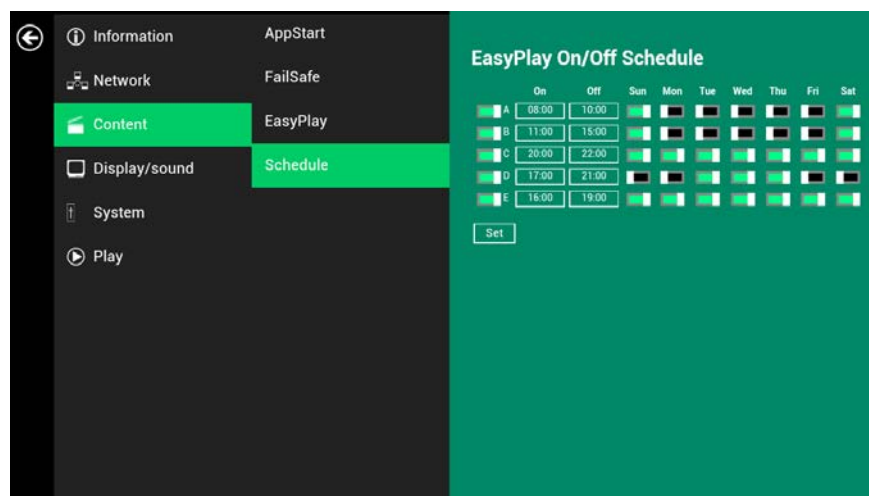 Information
Network
Content
Display/sound
System
Play
AppStart
FailSafe
EasyPlay
Schedule
EasyPlay On/Off Schedule
On Off Sun Mon Tue Wed Thu Fri Sat
A 08:00 10:00
B 11:00 15:00
C 20:00 22:00
D 17:00 21:00
E 16:00 19:00
Set